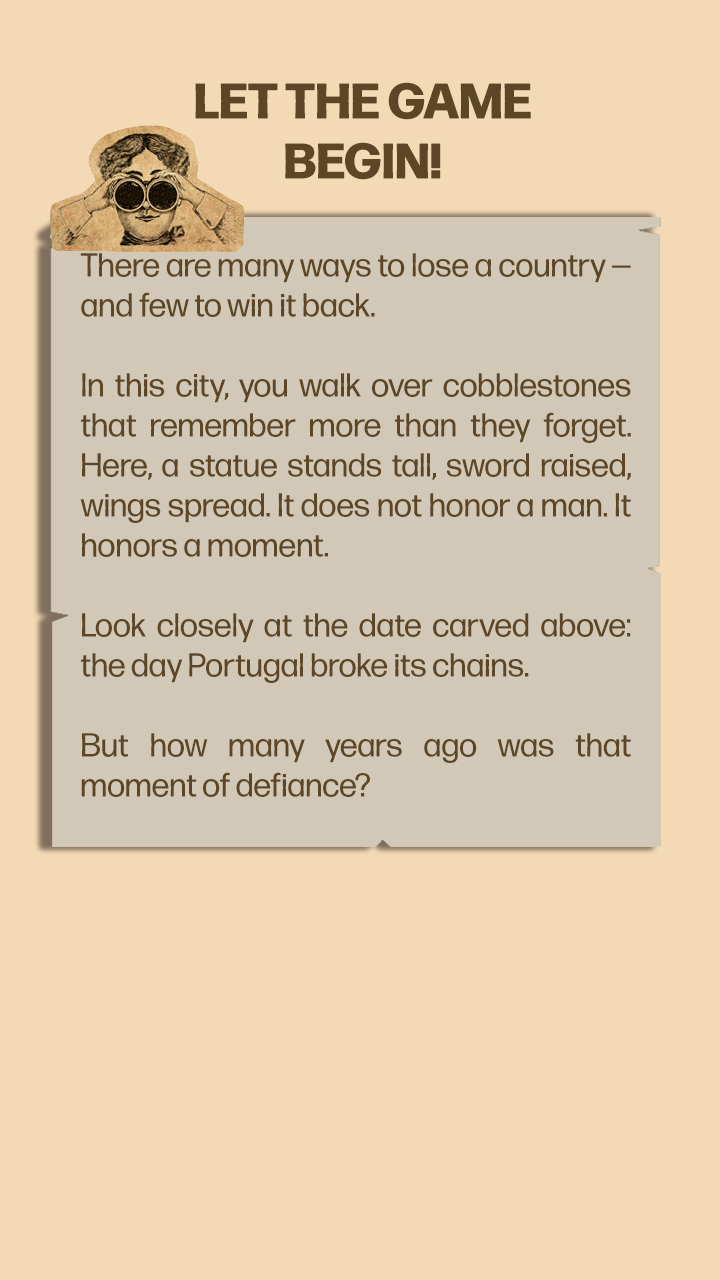 LET THE GAME
BEGIN!
There are many ways to lose a country —
and few to win it back.
In this city, you walk over cobblestones
that remember more than they forget.
Here, a statue stands tall, sword raised,
wings spread. It does not honor a man. It
honors a moment.
Look closely at the date carved above:
the day Portugal broke its chains.
But how many years ago was that
moment of defiance?